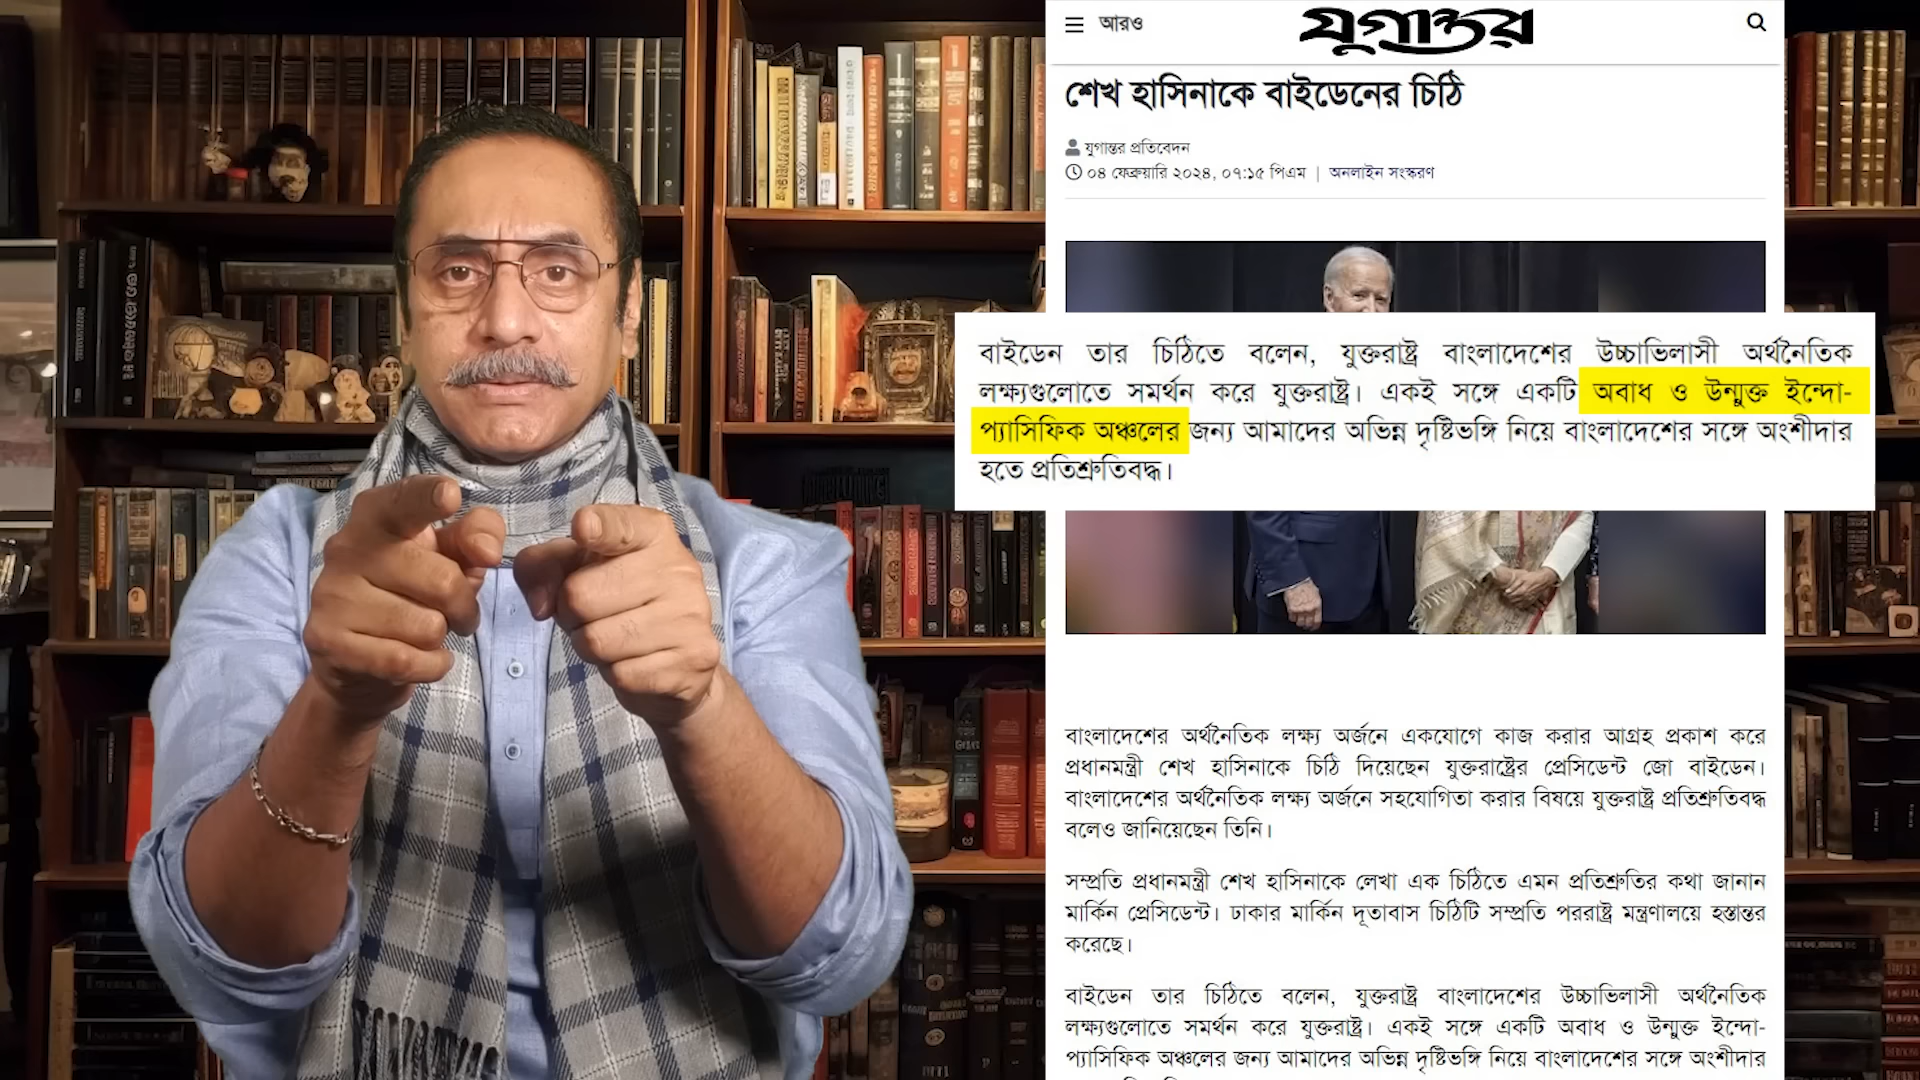 আরও
যুগান্তর
শেখ হাসিনাকে বাইডেনের চিঠি
যুগান্তর প্রতিবেদন
০৪ ফেব্রুয়ারি ২০২৪, ০৭:১৫ পিএম | অনলাইন সংস্করণ
বাইডেন তার চিঠিতে বলেন, যুক্তরাষ্ট্র বাংলাদেশের উচ্চাভিলাসী অর্থনৈতিক
লক্ষ্যগুলোতে সমর্থন করে যুক্তরাষ্ট্র। একই সঙ্গে একটি অবাধ ও উন্মুক্ত ইন্দো-
প্যাসিফিক অঞ্চলের জন্য আমাদের অভিন্ন দৃষ্টিভঙ্গি নিয়ে বাংলাদেশের সঙ্গে অংশীদার
হতে প্রতিশ্রুতিবদ্ধ।
বাংলাদেশের অর্থনৈতিক লক্ষ্য অর্জনে একযোগে কাজ করার আগ্রহ প্রকাশ করে
প্রধানমন্ত্রী শেখ হাসিনাকে চিঠি দিয়েছেন যুক্তরাষ্ট্রের প্রেসিডেন্ট জো বাইডেন।
বাংলাদেশের অর্থনৈতিক লক্ষ্য অর্জনে সহযোগিতা করার বিষয়ে যুক্তরাষ্ট্র প্রতিশ্রুতিবদ্ধ
বলেও জানিয়েছেন তিনি।
সম্প্রতি প্রধানমন্ত্রী শেখ হাসিনাকে লেখা এক চিঠিতে এমন প্রতিশ্রুতির কথা জানান
মার্কিন প্রেসিডেন্ট। ঢাকার মার্কিন দূতাবাস চিঠিটি সম্প্রতি পররাষ্ট্র মন্ত্রণালয়ে হস্তান্তর
করেছে।
বাইডেন তার চিঠিতে বলেন, যুক্তরাষ্ট্র বাংলাদেশের উচ্চাভিলাসী অর্থনৈতিক
লক্ষ্যগুলোতে সমর্থন করে যুক্তরাষ্ট্র। একই সঙ্গে একটি অবাধ ও উন্মুক্ত ইন্দো-
প্যাসিফিক অঞ্চলের জন্য আমাদের অভিন্ন দৃষ্টিভঙ্গি নিয়ে বাংলাদেশের সঙ্গে অংশীদার